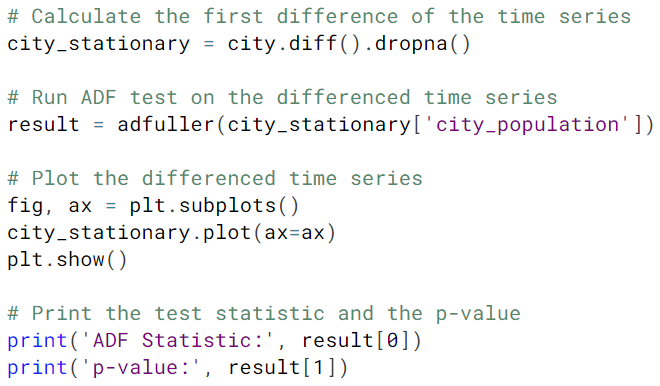 # Calculate the first difference of the time series
city_stationary = city.diff().dropna()
# Run ADF test on the differenced time series
result = adfuller(city_stationary['city_population'])
# Plot the differenced time series
fig, ax = plt.subplots()
city_stationary.plot(ax=ax)
plt.show()
# Print the test statistic and the p-value
print('ADF Statistic:', result[0])
print('p-value:', result[1])